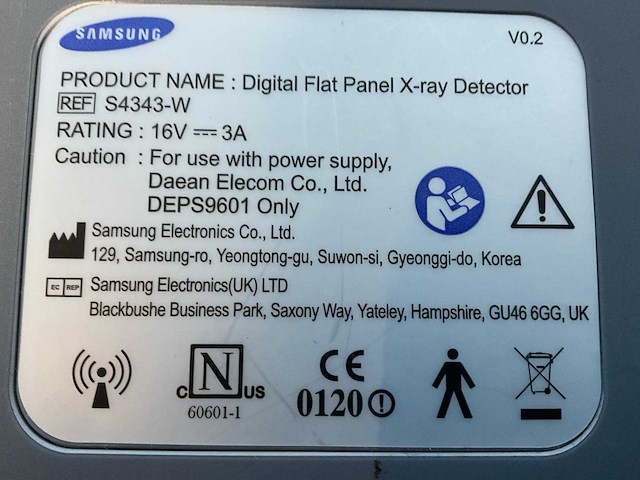 SAMSUNG
V0.2
PRODUCT NAME : Digital Flat Panel X-ray Detector
REF S4343-W
RATING : 16V ⎓ 3A
Caution : For use with power supply,
Daean Elecom Co., Ltd.
DEPS9601 Only
Samsung Electronics Co., Ltd.
129, Samsung-ro, Yeongtong-gu, Suwon-si, Gyeonggi-do, Korea
EC REP Samsung Electronics(UK) LTD
Blackbushe Business Park, Saxony Way, Yateley, Hampshire, GU46 6GG, UK
C N US
60601-1
CE
0120